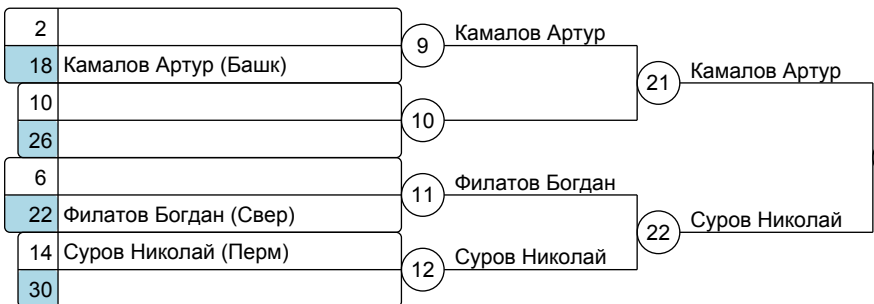 2
18 Камалов Артур (Башк)
10
26
6
22 Филатов Богдан (Свер)
14 Суров Николай (Перм)
30
9 Камалов Артур
10
11 Филатов Богдан
12 Суров Николай
21 Камалов Артур
22 Суров Николай